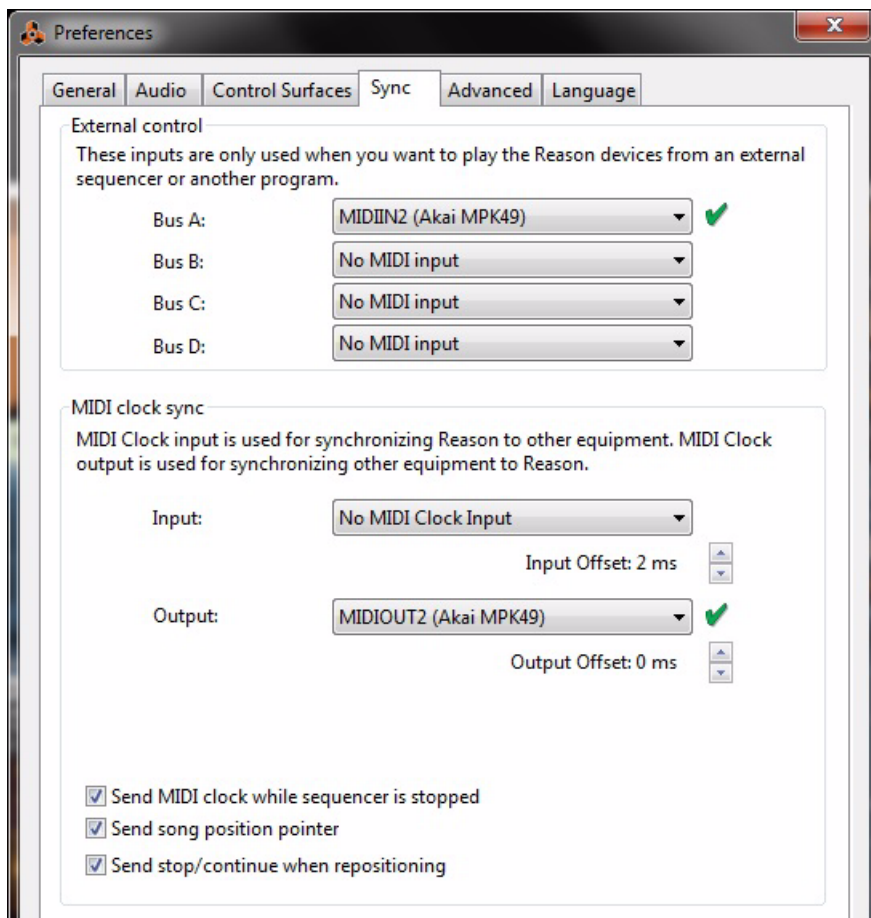 Preferences
General Audio Control Surfaces Sync Advanced Language
External control
These inputs are only used when you want to play the Reason devices from an external
sequencer or another program.
Bus A: MIDIIN2 (Akai MPK49)
Bus B: No MIDI input
Bus C: No MIDI input
Bus D: No MIDI input
MIDI clock sync
MIDI Clock input is used for synchronizing Reason to other equipment. MIDI Clock
output is used for synchronizing other equipment to Reason.
Input: No MIDI Clock Input
Input Offset: 2 ms
Output: MIDIOUT2 (Akai MPK49)
Output Offset: 0 ms
Send MIDI clock while sequencer is stopped
Send song position pointer
Send stop/continue when repositioning